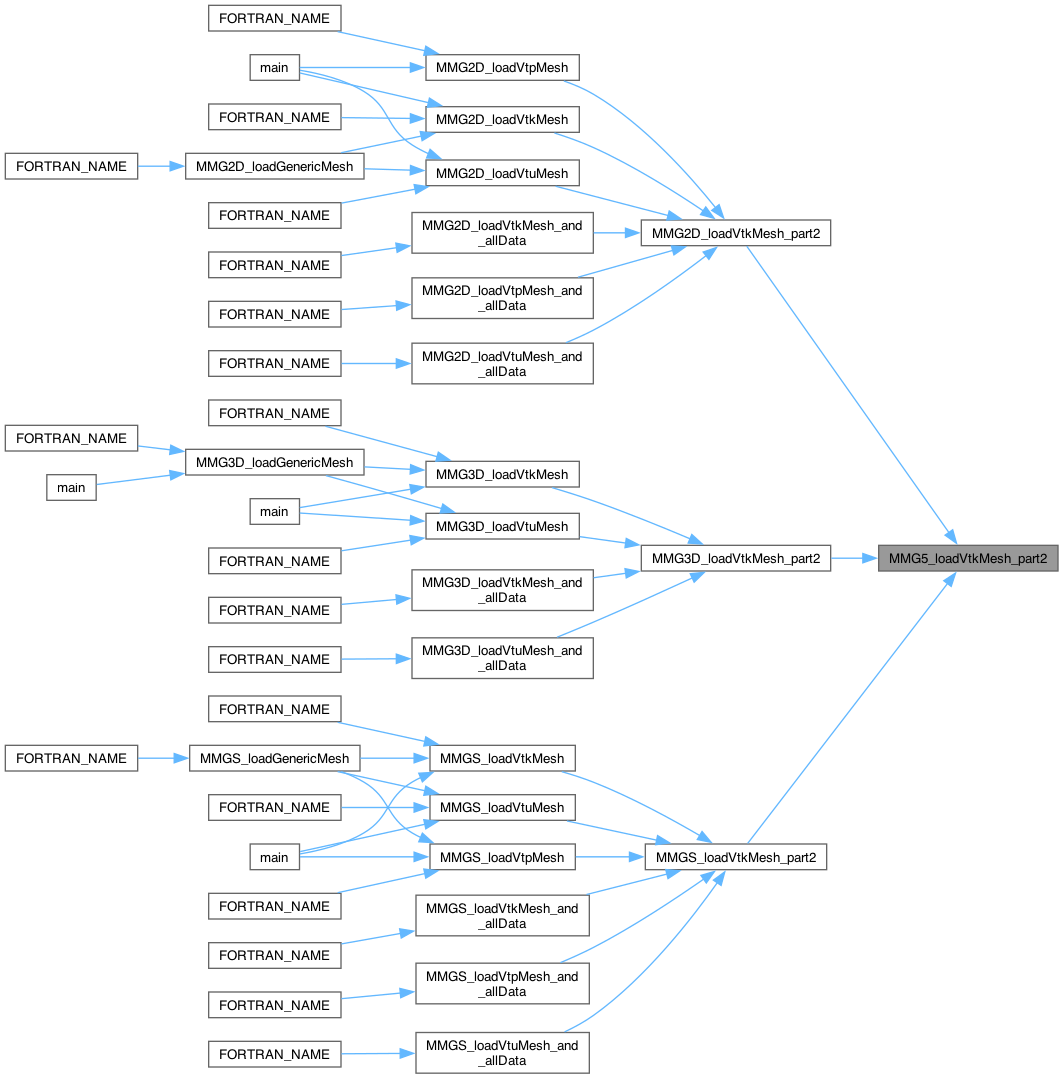 FORTRAN_NAME
main
MMG2D_loadVtpMesh
FORTRAN_NAME
MMG2D_loadVtkMesh
FORTRAN_NAME
MMG2D_loadGenericMesh
MMG2D_loadVtuMesh
FORTRAN_NAME
MMG2D_loadVtkMesh_and
_allData
MMG2D_loadVtkMesh_part2
FORTRAN_NAME
MMG2D_loadVtpMesh_and
_allData
FORTRAN_NAME
MMG2D_loadVtuMesh_and
_allData
FORTRAN_NAME
FORTRAN_NAME
FORTRAN_NAME
MMG3D_loadGenericMesh
MMG3D_loadVtkMesh
main
main
MMG3D_loadVtuMesh
FORTRAN_NAME
MMG3D_loadVtkMesh_part2
MMG5_loadVtkMesh_part2
MMG3D_loadVtkMesh_and
_allData
FORTRAN_NAME
MMG3D_loadVtuMesh_and
_allData
FORTRAN_NAME
FORTRAN_NAME
FORTRAN_NAME
MMGS_loadGenericMesh
MMGS_loadVtkMesh
FORTRAN_NAME
MMGS_loadVtuMesh
main
MMGS_loadVtpMesh
MMGS_loadVtkMesh_part2
FORTRAN_NAME
MMGS_loadVtkMesh_and
_allData
FORTRAN_NAME
MMGS_loadVtpMesh_and
_allData
FORTRAN_NAME
MMGS_loadVtuMesh_and
_allData
FORTRAN_NAME